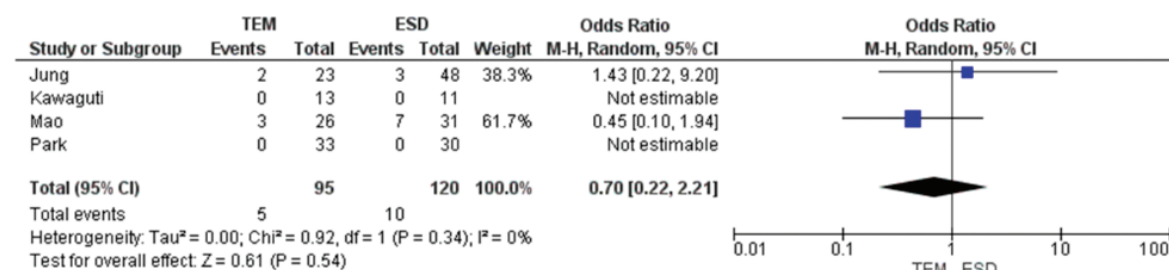 TEM ESD Odds Ratio Odds Ratio
Study or Subgroup Events Total Events Total Weight M-H, Random, 95% CI M-H, Random, 95% CI
Jung 2 23 3 48 38.3% 1.43 [0.22, 9.20]
Kawaguti 0 13 0 11 Not estimable
Mao 3 26 7 31 61.7% 0.45 [0.10, 1.94]
Park 0 33 0 30 Not estimable
Total (95% CI) 95 120 100.0% 0.70 [0.22, 2.21]
Total events 5 10
Heterogeneity: Tau² = 0.00; Chi² = 0.92, df = 1 (P = 0.34); I² = 0%
Test for overall effect: Z = 0.61 (P = 0.54)
0.01 0.1 1 10 100
TEM ESD